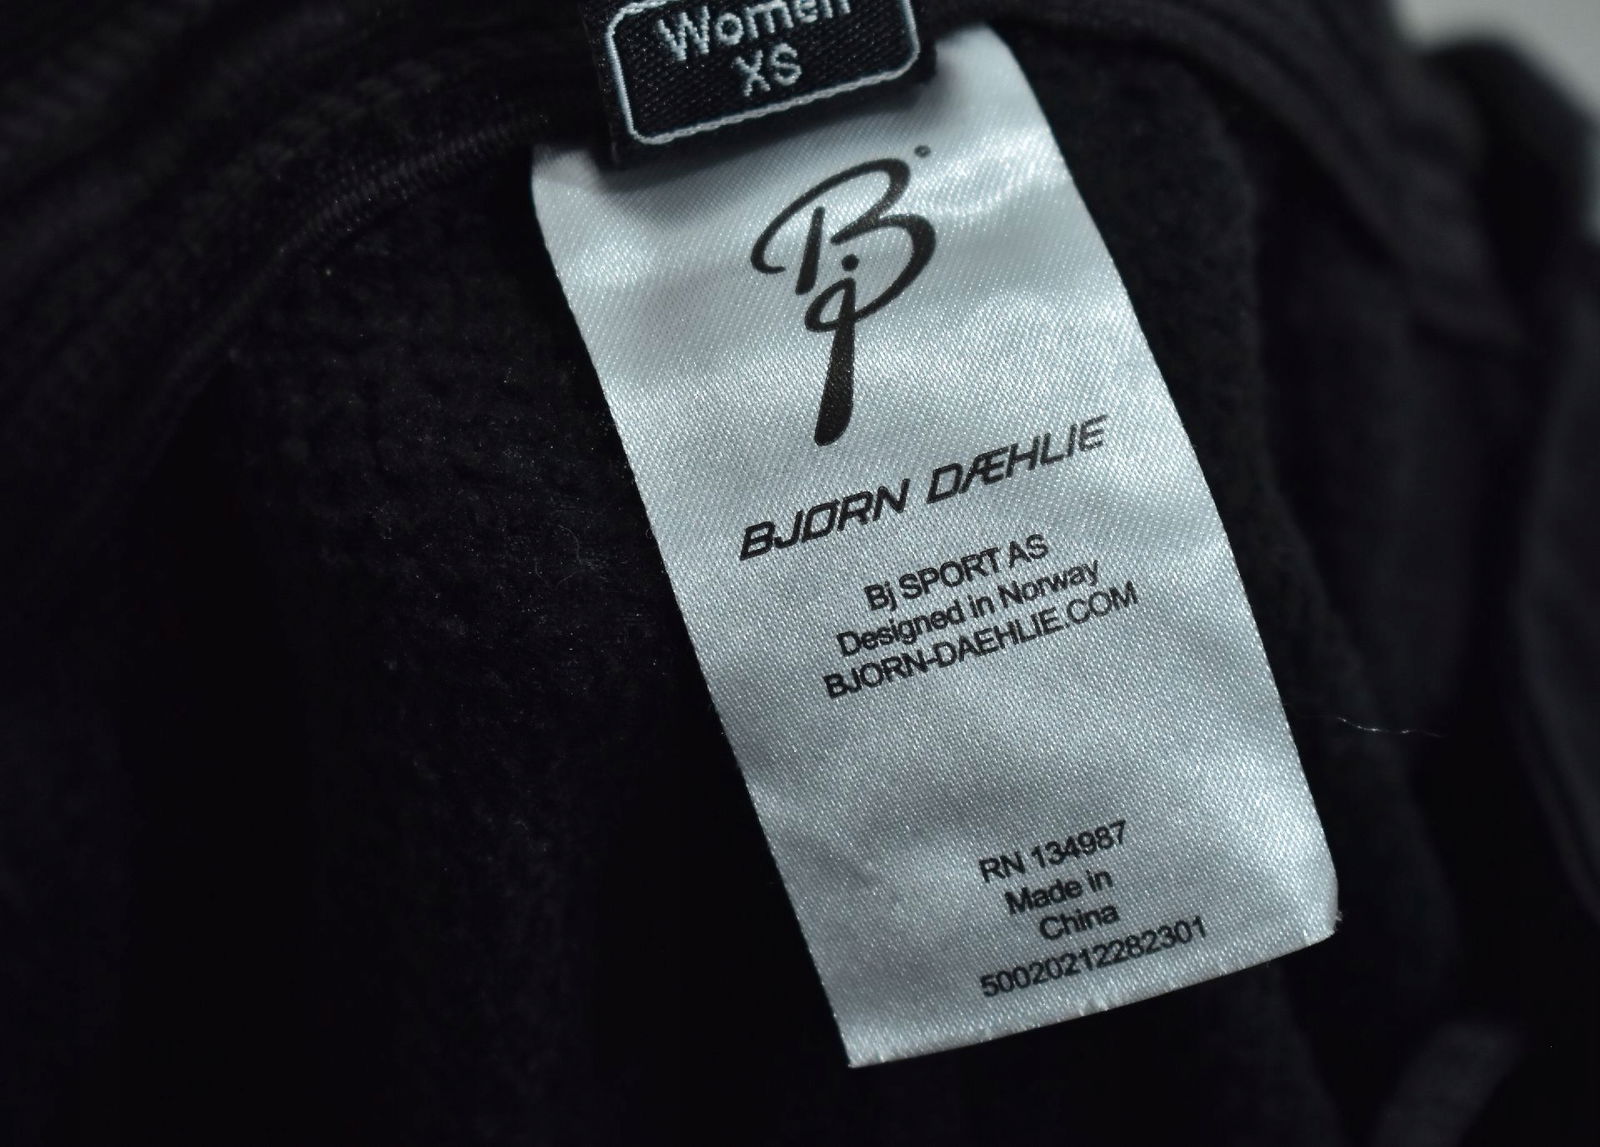 Women
XS
Bj
BJØRN DÆHLIE
Bj SPORT AS
Designed in Norway
BJORN-DAEHLIE.COM
RN 134987
Made in
China
50020212282301